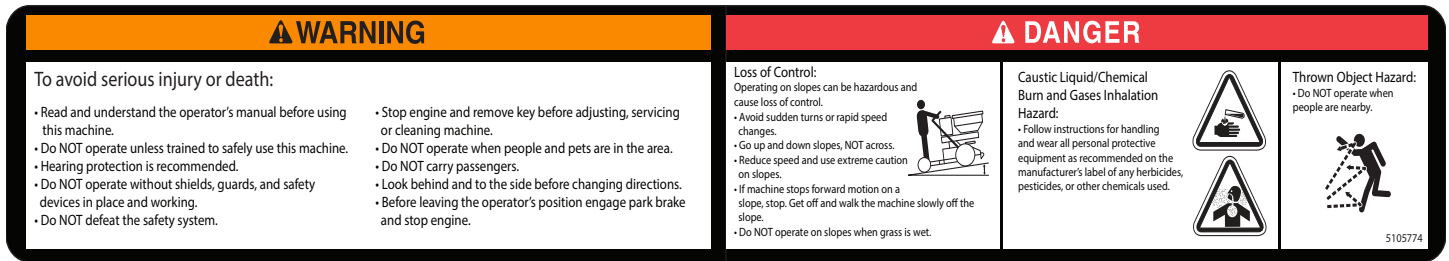 WARNING
To avoid serious injury or death:
• Read and understand the operator's manual before using
this machine.
• Do NOT operate unless trained to safely use this machine.
• Hearing protection is recommended.
• Do NOT operate without shields, guards, and safety
devices in place and working.
• Do NOT defeat the safety system.
• Stop engine and remove key before adjusting, servicing
or cleaning machine.
• Do NOT operate when people and pets are in the area.
• Do NOT carry passengers.
• Look behind and to the side before changing directions.
• Before leaving the operator's position engage park brake
and stop engine.
DANGER
Loss of Control:
Operating on slopes can be hazardous and
cause loss of control.
• Avoid sudden turns or rapid speed
changes.
• Go up and down slopes, NOT across.
• Reduce speed and use extreme caution
on slopes.
• If machine stops forward motion on a
slope, stop. Get off and walk the machine slowly off the
slope.
• Do NOT operate on slopes when grass is wet.
Caustic Liquid/Chemical
Burn and Gases Inhalation
Hazard:
• Follow instructions for handling
and wear all personal protective
equipment as recommended on the
manufacturer's label of any herbicides,
pesticides, or other chemicals used.
Thrown Object Hazard:
• Do NOT operate when
people are nearby.
5105774